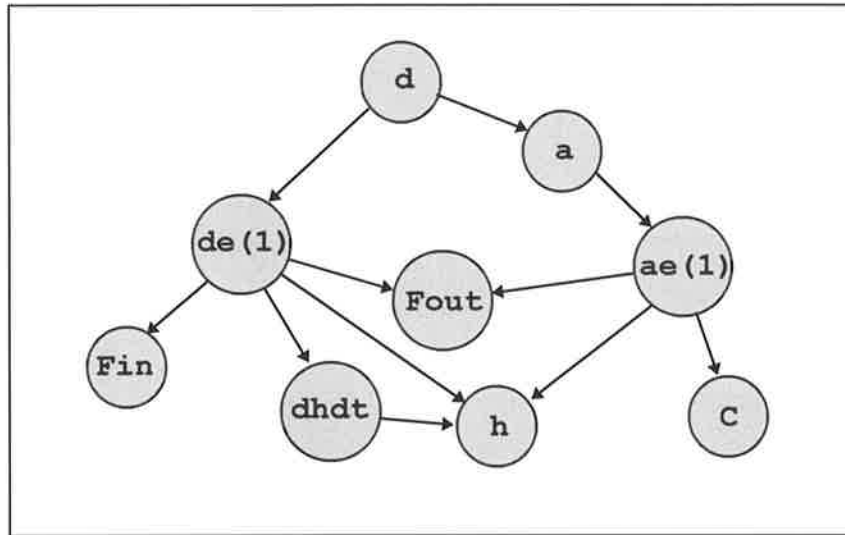 d
a
de(1)
ae(1)
Fout
Fin
dhdt
h
C